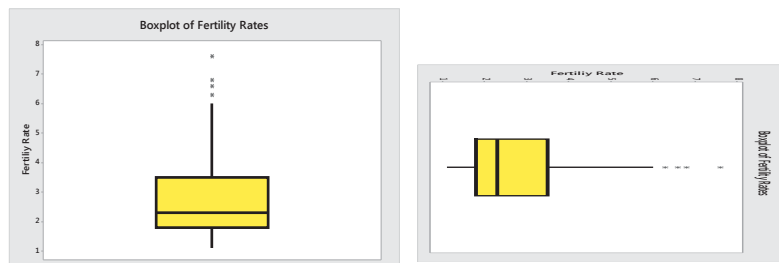 Boxplot of Fertility Rates
8
7
6
5
4
3
2
1
Fertiliy Rate
Fertiliy Rate
1 2 3 4 5 6 7 8
Boxplot of Fertility Rates